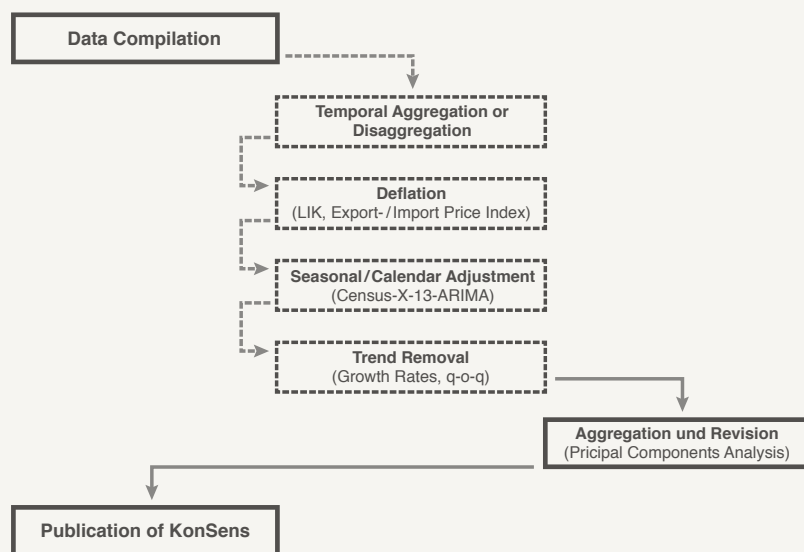 Data Compilation
Temporal Aggregation or
Disaggregation
Deflation
(LIK, Export-/Import Price Index)
Seasonal/Calendar Adjustment
(Census-X-13-ARIMA)
Trend Removal
(Growth Rates, q-o-q)
Aggregation und Revision
(Pricipal Components Analysis)
Publication of KonSens